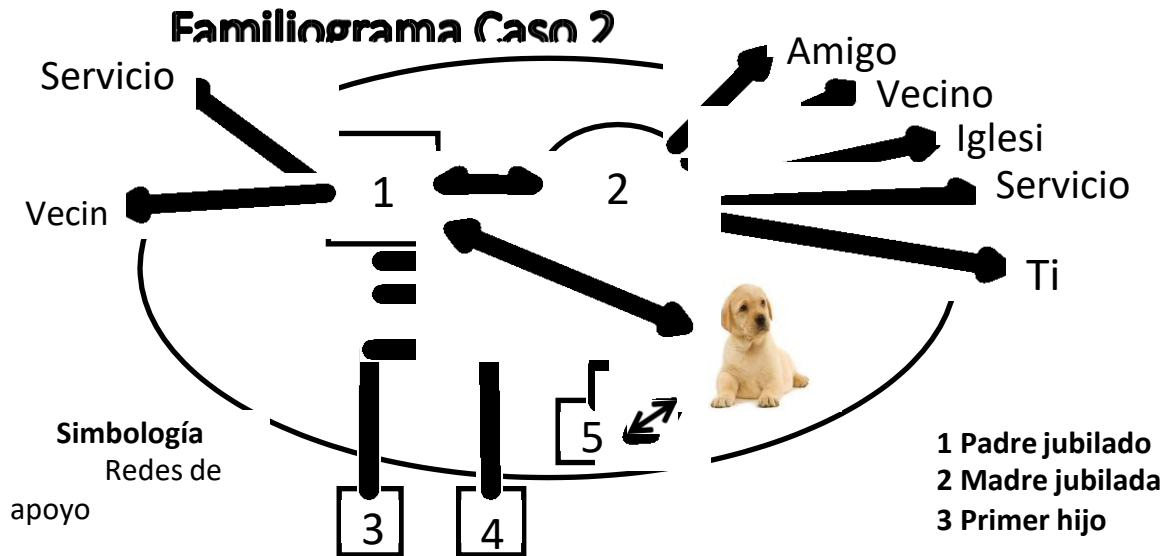 Familiograma Caso 2
Servicio
Amigo
Vecino
Iglesi
Servicio
Vecin
Ti
1
2
5
3
4
Simbología
Redes de
apoyo
1 Padre jubilado
2 Madre jubilada
3 Primer hijo